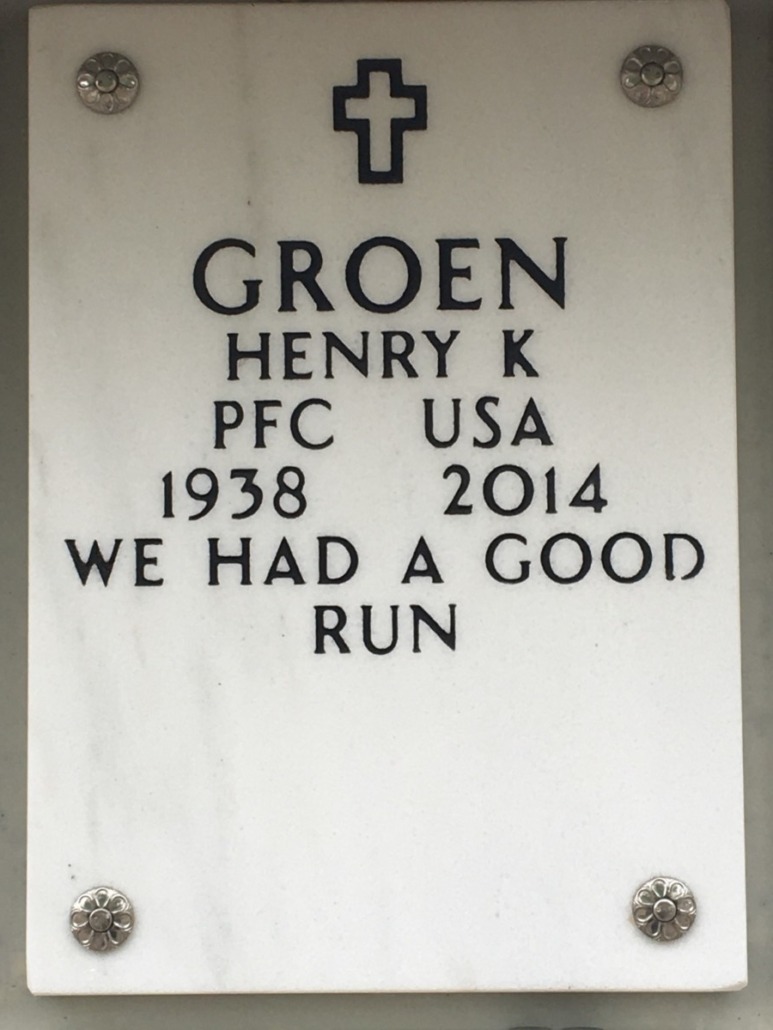 GROEN
HENRY K
PFC USA
1938 2014
WE HAD A GOOD
RUN